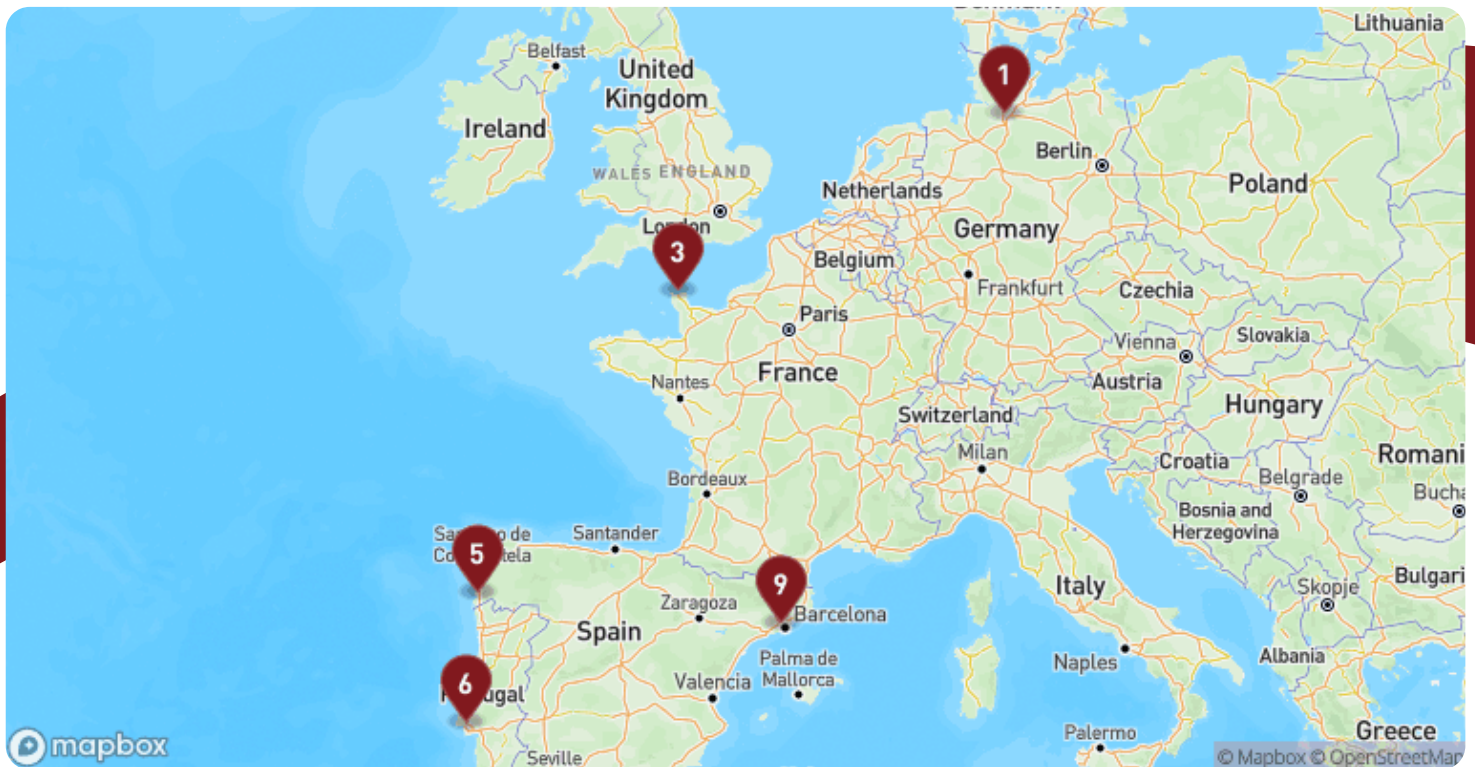 Lithuania
Belfast
United
Kingdom
1
Ireland
Berlin
WALES ENGLAND
Netherlands
Poland
London
Germany
3
Belgium
Frankfurt
Czechia
Paris
Slovakia
Vienna
France
Nantes
Austria
Hungary
Switzerland
Milan
Romani
Croatia
Bordeaux
Belgrade
Bucha
Bosnia and
Herzegovina
Santander
5
Bulgari
9
Italy
Skopje
Zaragoza
Barcelona
Spain
Albania
Palma de
Mallorca
Naples
Valencia
6
Palermo
Greece
mapbox
Seville
© Mapbox © OpenStreetMap